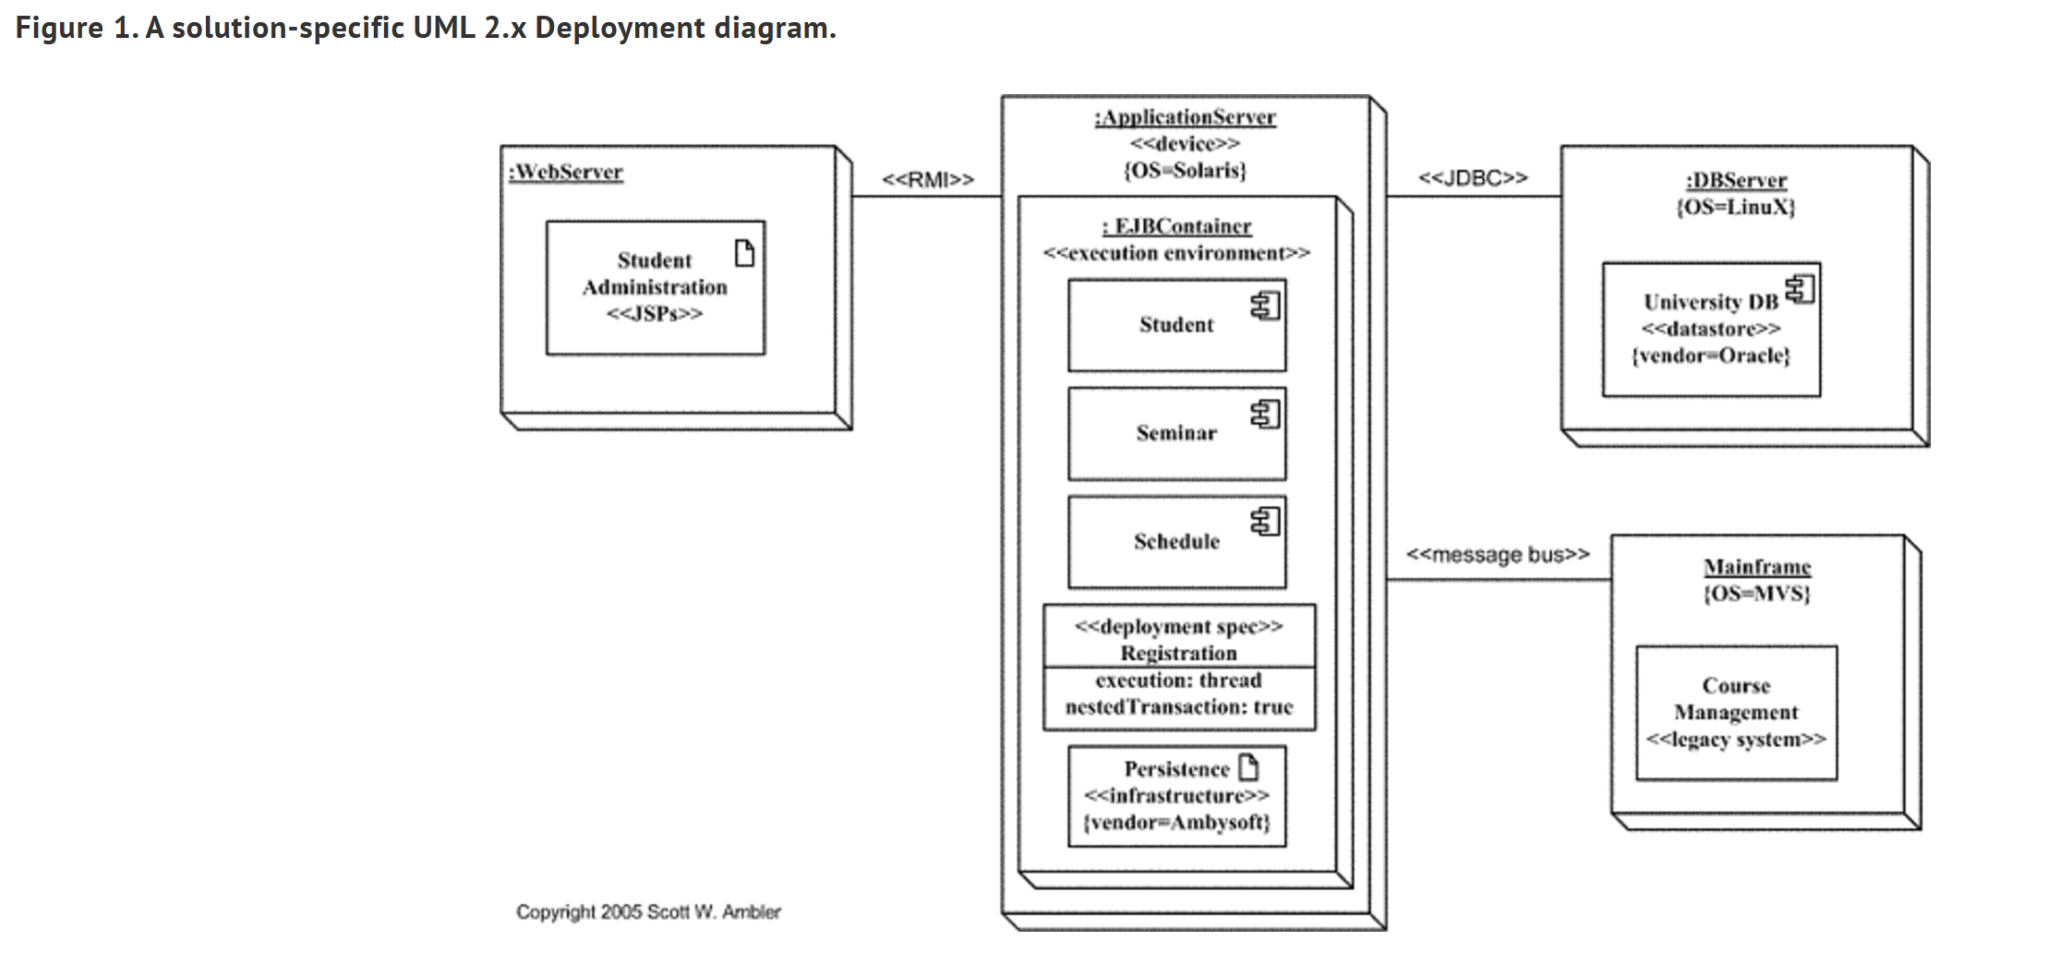 Figure 1. A solution-specific UML 2.x Deployment diagram.
:WebServer
Student
Administration
<<JSPs>>
<<RMI>>
:ApplicationServer
<<device>>
{OS=Solaris}
: EJBContainer
<<execution environment>>
Student
Seminar
Schedule
<<deployment spec>>
Registration
execution: thread
nestedTransaction: true
Persistence
<<infrastructure>>
{vendor=Ambysoft}
<<JDBC>>
:DBServer
{OS=LinuX}
University DB
<<datastore>>
{vendor=Oracle}
<<message bus>>
Mainframe
{OS=MVS}
Course
Management
<<legacy system>>
Copyright 2005 Scott W. Ambler